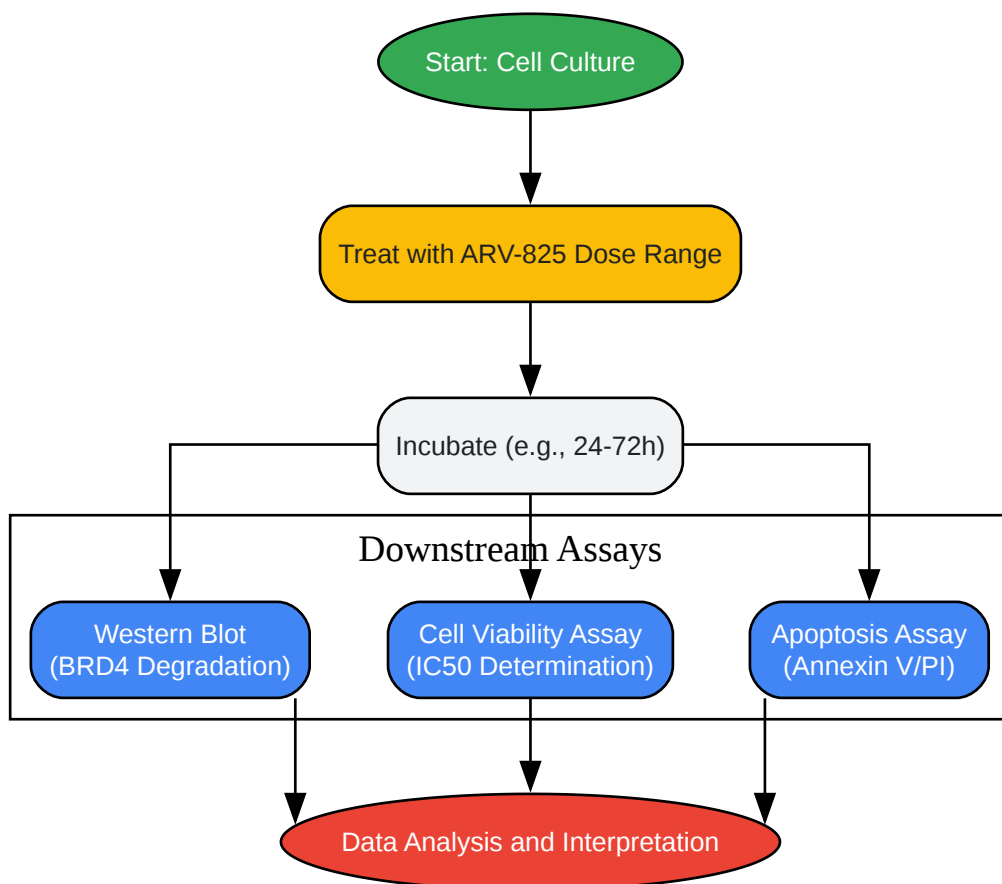 Start: Cell Culture
Treat with ARV-825 Dose Range
Incubate (e.g., 24-72h)
Downstream Assays
Western Blot
(BRD4 Degradation)
Cell Viability Assay
(IC50 Determination)
Apoptosis Assay
(Annexin V/PI)
Data Analysis and Interpretation